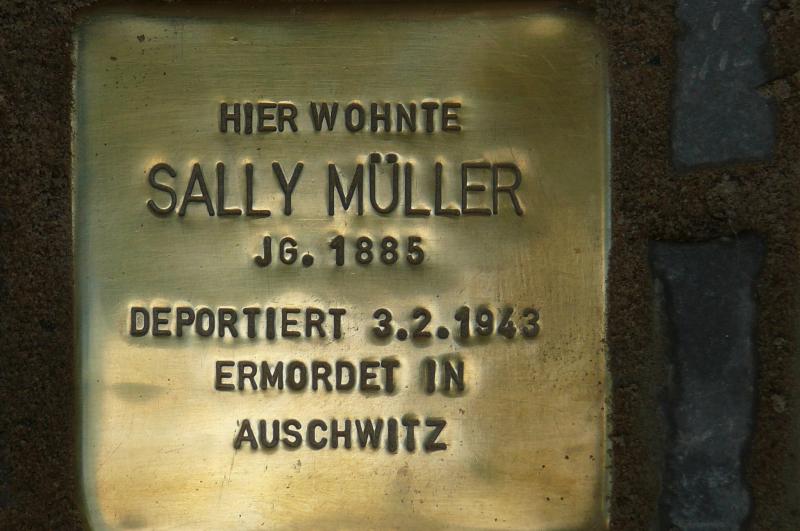 HIER WOHNTE
SALLY MÜLLER
JG. 1885
DEPORTIERT 3.2.1943
ERMORDET IN
AUSCHWITZ